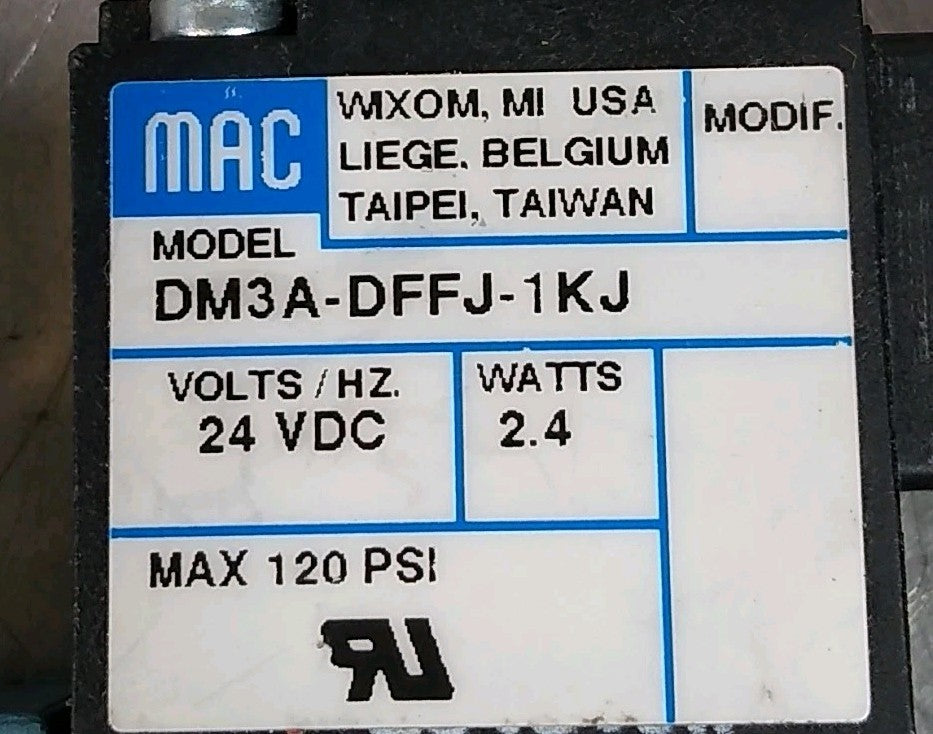 MAC
WIXOM, MI USA
LIEGE. BELGIUM
TAIPEI, TAIWAN
MODIF.
MODEL
DM3A-DFFJ-1KJ
VOLTS / HZ.
24 VDC
WATTS
2.4
MAX 120 PSI
RU